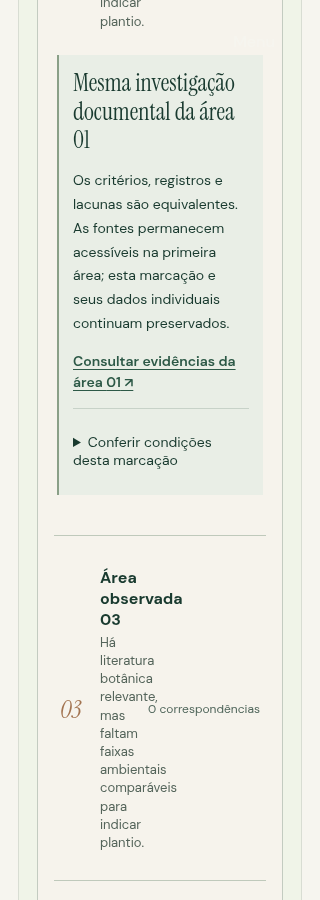 indicar
plantio.
Mesma investigação
documental da área
01
Os critérios, registros e
lacunas são equivalentes.
As fontes permanecem
acessíveis na primeira
área; esta marcação e
seus dados individuais
continuam preservados.
Consultar evidências da
área 01 ↗
▶ Conferir condições
desta marcação
Área
observada
03
Há
literatura
botânica
relevante,
mas
faltam
faixas
ambientais
comparáveis
para
indicar
plantio.
03
0 correspondências